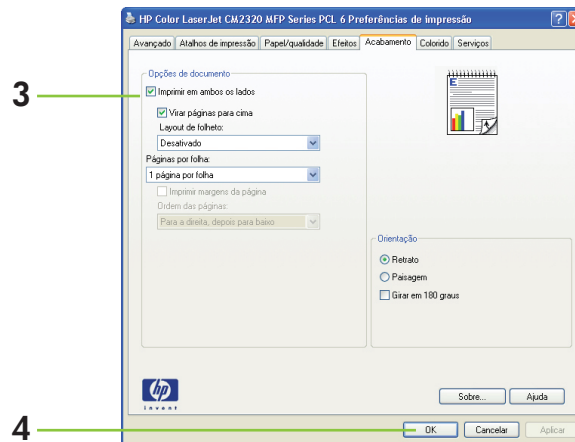 HP Color LaserJet CM2320 MFP Series PCL 6 Preferências de impressão
Avançado Atalhos de impressão Papel/qualidade Efeitos Acabamento Colorido Serviços
Opções de documento
3
Imprimir em ambos os lados
Virar páginas para cima
Layout de folheto:
Desativado
Páginas por folha:
1 página por folha
Imprimir margens da página
Ordem das páginas:
Para a direita, depois para baixo
E
Orientação
Retrato
Paisagem
Girar em 180 graus
hp
invent
Sobre... Ajuda
4
OK Cancelar Aplicar